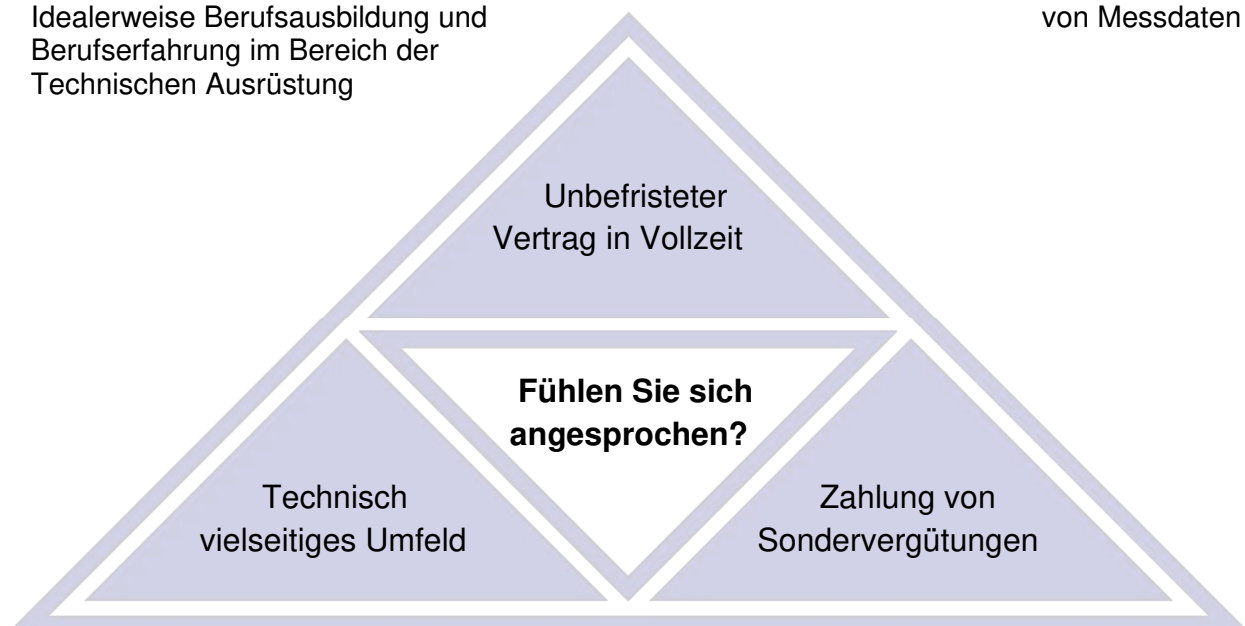 Idealerweise Berufsausbildung und
Berufserfahrung im Bereich der
Technischen Ausrüstung
von Messdaten
Unbefristeter
Vertrag in Vollzeit
Fühlen Sie sich
angesprochen?
Technisch
vielseitiges Umfeld
Zahlung von
Sondervergütungen